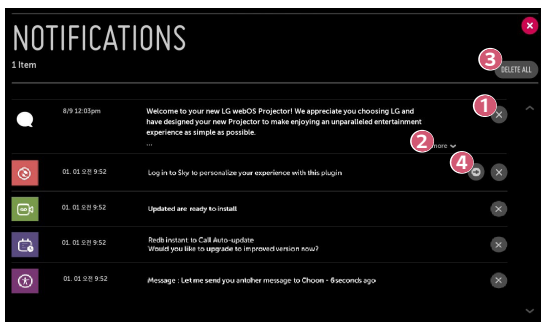 NOTIFICATIONS
1 Item
3
DELETE ALL
8/9 12:03pm
Welcome to your new LG webOS Projector! We appreciate you choosing LG and
have designed your new Projector to make enjoying an unparalleled entertainment
experience as simple as possible.
...
1
2
more
4
01. 01 오전 9:52
Log in to Sky to personalize your experience with this plugin
01. 01 오전 9:52
Updated are ready to install
01. 01 오전 9:52
Redb instant to Call Auto-update
Would you like to upgrade to improved version now?
01. 01 오전 9:52
Message : Let me send you antoher message to Choon - 6seconds ago